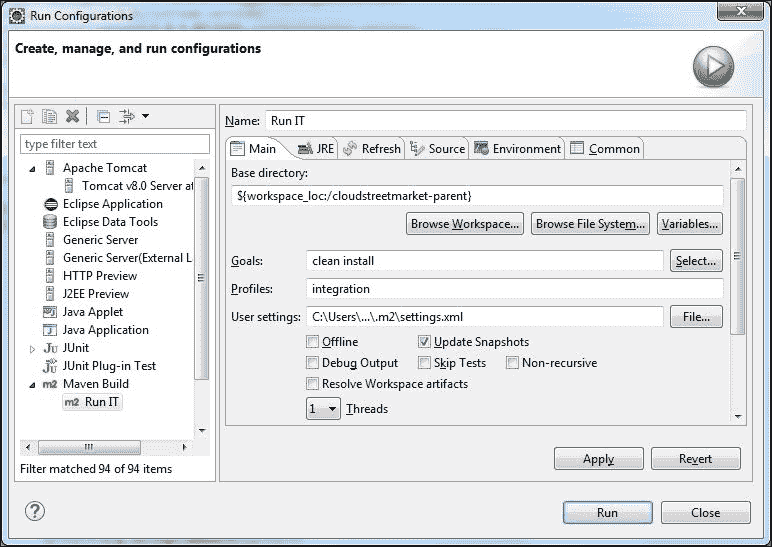 Run Configurations
Create, manage, and run configurations
type filter text
Apache Tomcat
Tomcat v8.0 Server at
Eclipse Application
Eclipse Data Tools
Generic Server
Generic Server(External L
HTTP Preview
J2EE Preview
Java Applet
Java Application
Ju JUnit
JUnit Plug-in Test
m2 Maven Build
m2 Run IT
Filter matched 94 of 94 items
Name: Run IT
Main JRE Refresh Source Environment Common
Base directory:
${workspace_loc:/cloudstreetmarket-parent}
Browse Workspace... Browse File System... Variables...
Goals: clean install Select...
Profiles: integration
User settings: C:\Users\...\.m2\settings.xml File...
Offline Update Snapshots
Debug Output Skip Tests Non-recursive
Resolve Workspace artifacts
1 Threads
Apply Revert
? Run Close